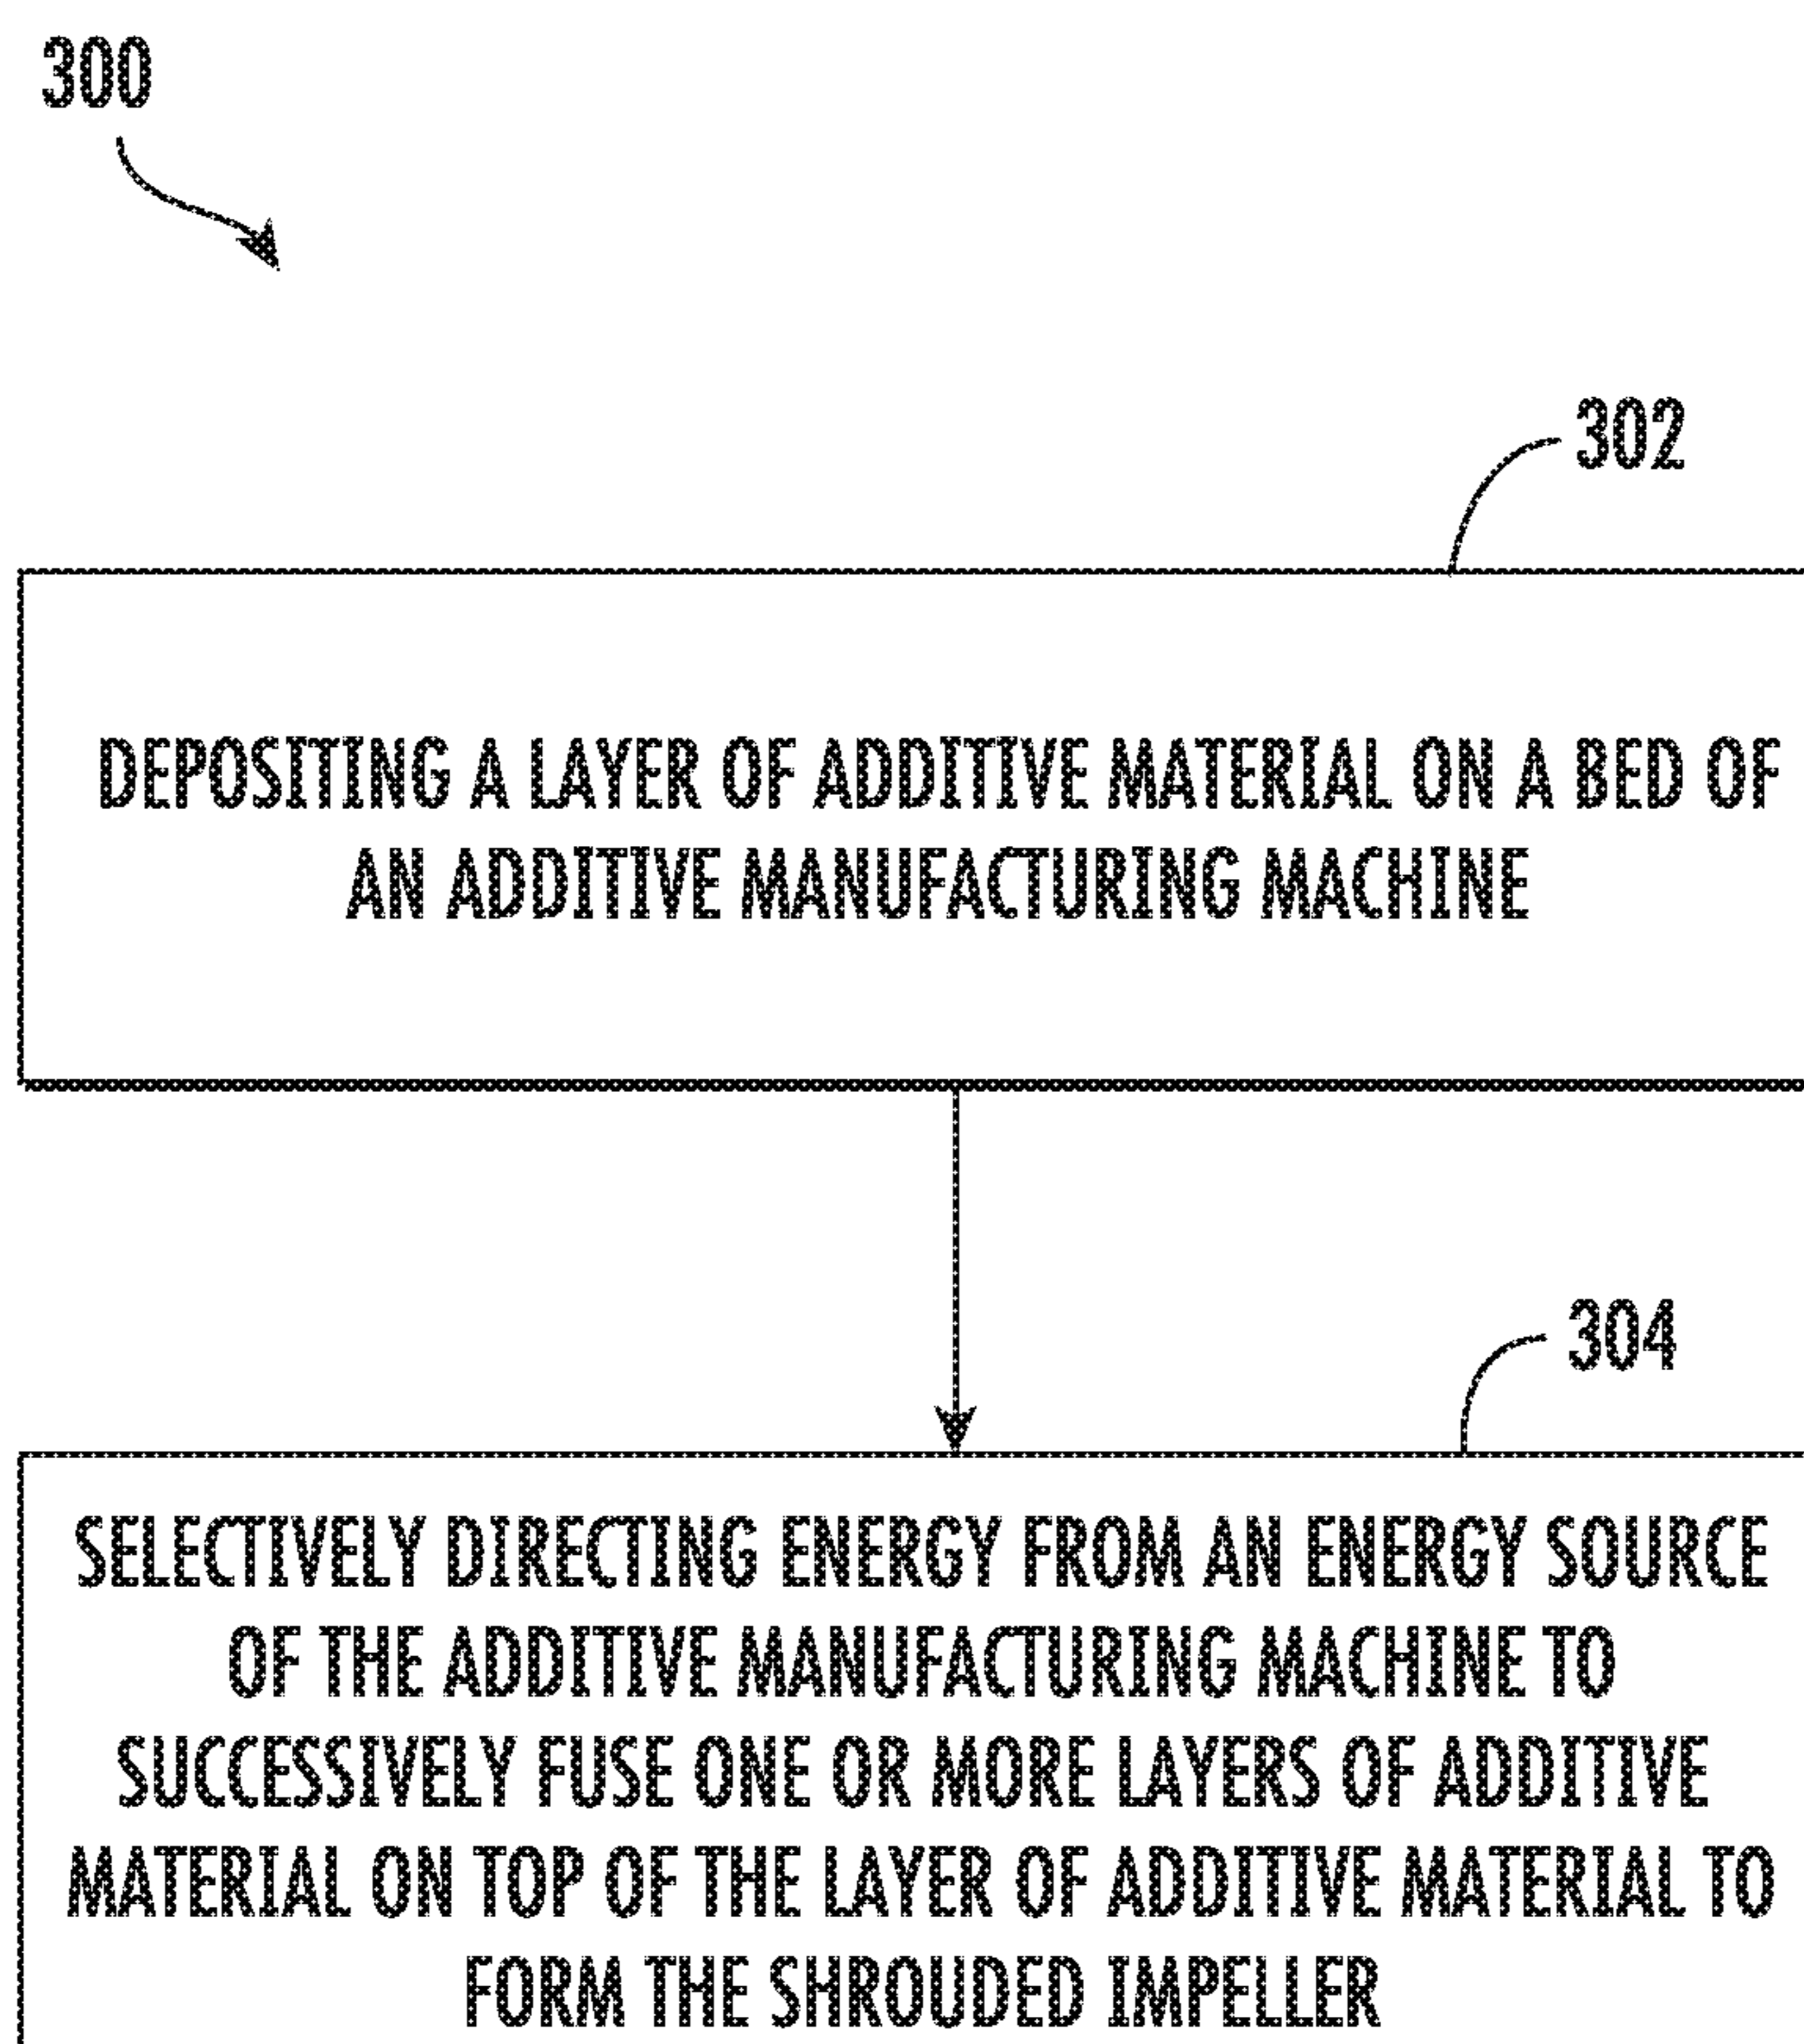 300
302
DEPOSITING A LAYER OF ADDITIVE MATERIAL ON A BED OF
AN ADDITIVE MANUFACTURING MACHINE
304
SELECTIVELY DIRECTING ENERGY FROM AN ENERGY SOURCE
OF THE ADDITIVE MANUFACTURING MACHINE TO
SUCCESSIVELY FUSE ONE OR MORE LAYERS OF ADDITIVE
MATERIAL ON TOP OF THE LAYER OF ADDITIVE MATERIAL TO
FORM THE SHROUDED IMPELLER